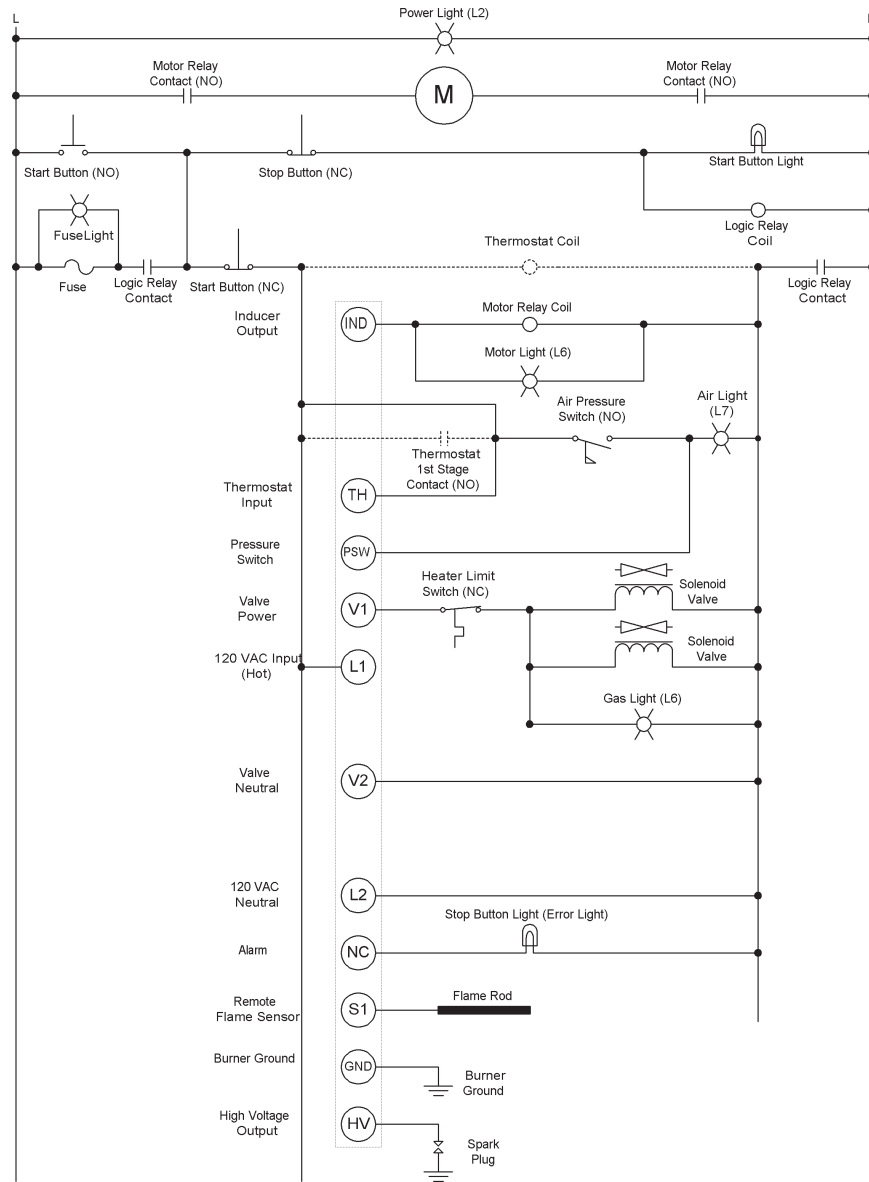 Power Light (L2)
L
Motor Relay
Contact (NO)
M
Motor Relay
Contact (NO)
Start Button (NO)
Stop Button (NC)
Start Button Light
FuseLight
Logic Relay
Coil
Thermostat Coil
Fuse
Logic Relay
Contact
Start Button (NC)
Logic Relay
Contact
Inducer
Output
IND
Motor Relay Coil
Motor Light (L6)
Air Pressure
Switch (NO)
Air Light
(L7)
Thermostat
1st Stage
Contact (NO)
Thermostat
Input
TH
Pressure
Switch
PSW
Heater Limit
Switch (NC)
Solenoid
Valve
Valve
Power
V1
Solenoid
Valve
120 VAC Input
(Hot)
L1
Gas Light (L6)
Valve
Neutral
V2
120 VAC
Neutral
L2
Stop Button Light (Error Light)
Alarm
NC
Remote
Flame Sensor
S1
Flame Rod
Burner Ground
GND
Burner
Ground
High Voltage
Output
HV
Spark
Plug